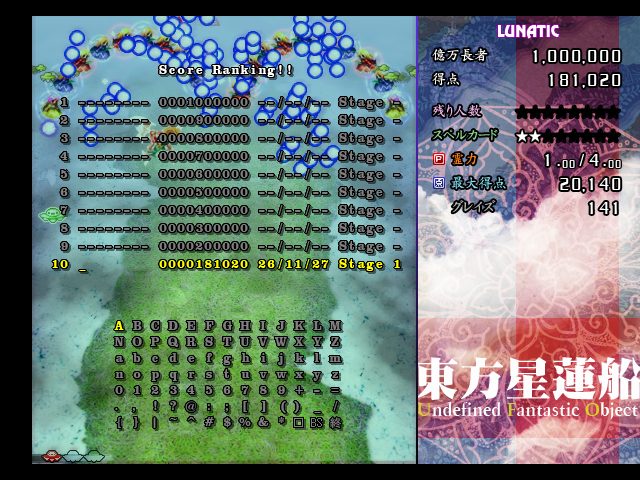 LUNATIC
億万長者 1,000,000
得点 181,020
残り人数
スペルカード
P 霊力 1.00/4.00
最大得点 20,140
グレイズ 141
Score Ranking!!
1 -------- 0001000000 --/--/-- Stage -
2 -------- 0000900000 --/--/-- Stage -
3 -------- 0000800000 --/--/-- Stage -
4 -------- 0000700000 --/--/-- Stage -
5 -------- 0000600000 --/--/-- Stage -
6 -------- 0000500000 --/--/-- Stage -
7 -------- 0000400000 --/--/-- Stage -
8 -------- 0000300000 --/--/-- Stage -
9 -------- 0000200000 --/--/-- Stage -
10 _ 0000181020 26/11/27 Stage 1
A B C D E F G H I J K L M
N O P Q R S T U V W X Y Z
a b c d e f g h i j k l m
n o p q r s t u v w x y z
0 1 2 3 4 5 6 7 8 9 + - =
. , ! ? @ : ; [ ] ( ) _ /
{ } | ~ ^ # $ % & * □ BS 終
東方星蓮船
Undefined Fantastic Object